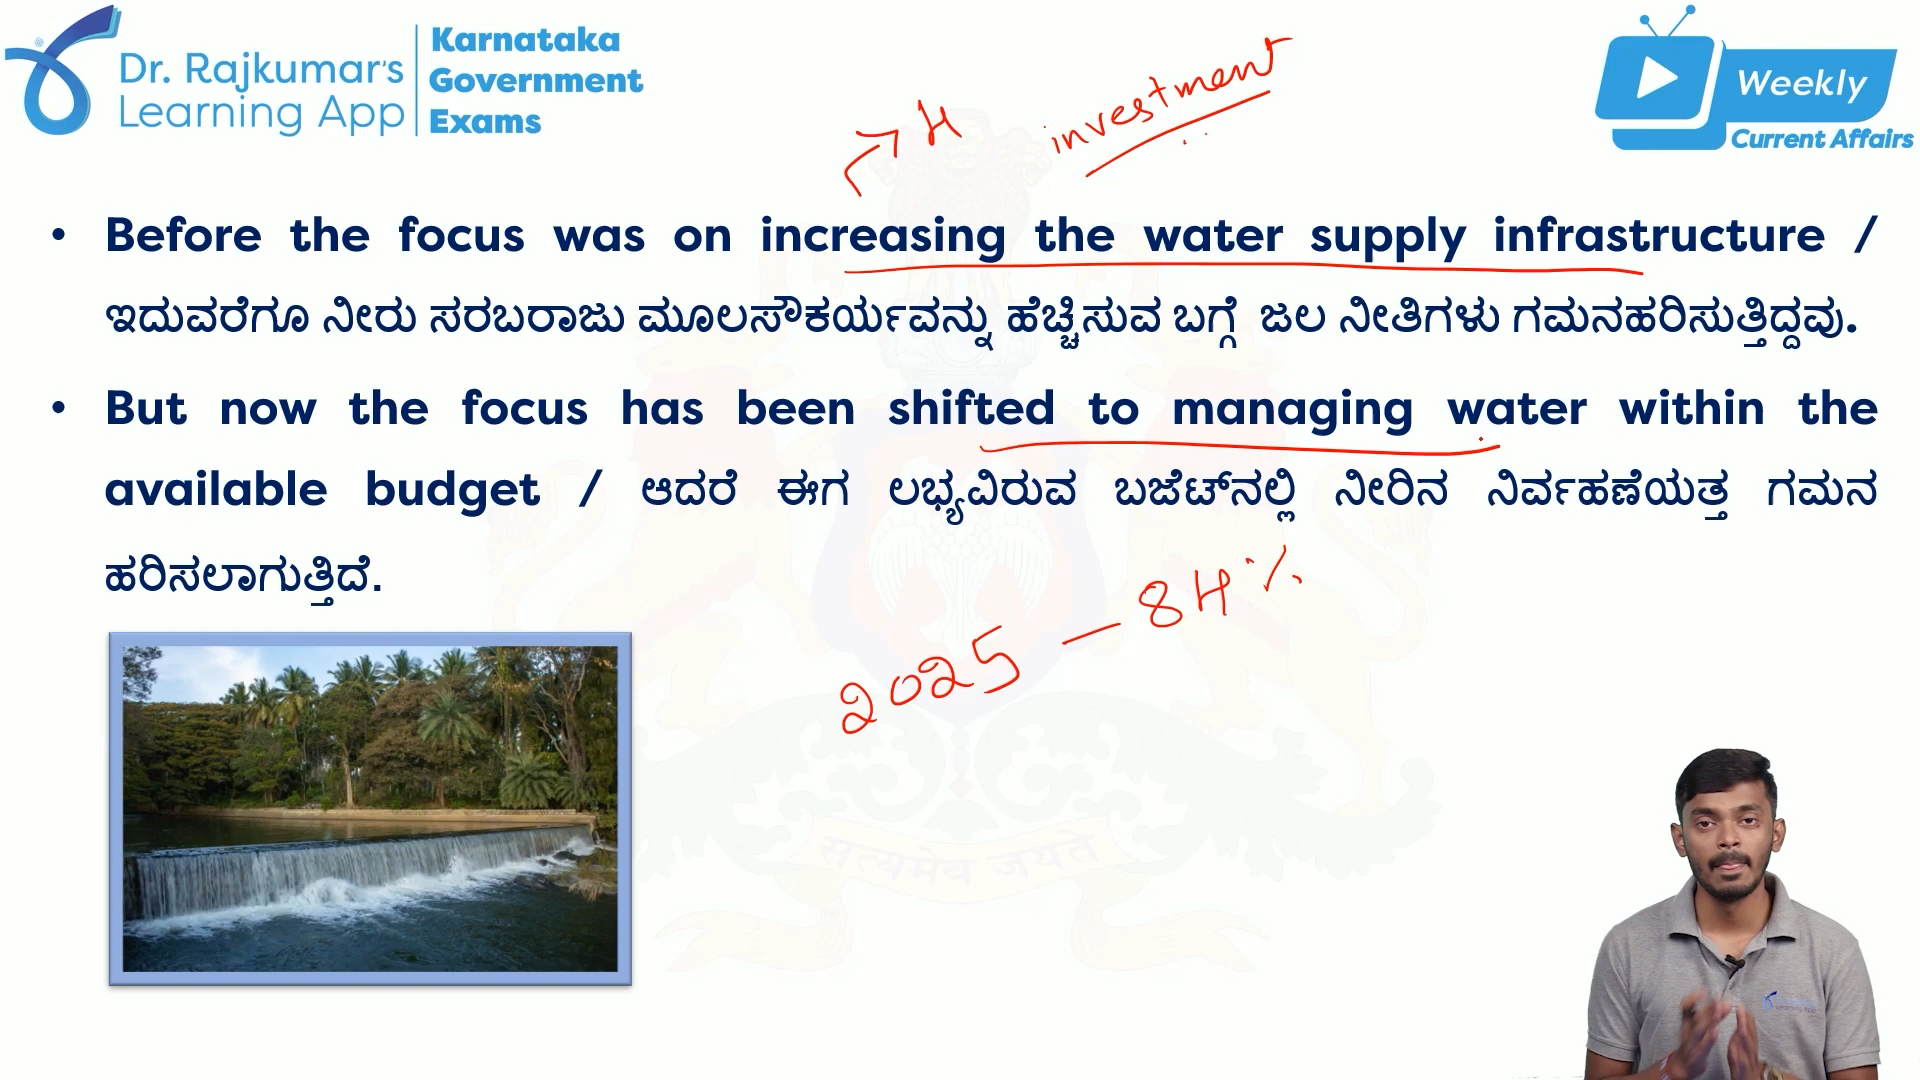 Dr. Rajkumar's
Learning App
Karnataka
Government
Exams
Weekly
Current Affairs
H
investment
• Before the focus was on increasing the water supply infrastructure /
ಇದುವರೆಗೂ ನೀರು ಸರಬರಾಜು ಮೂಲಸೌಕರ್ಯವನ್ನು ಹೆಚ್ಚಿಸುವ ಬಗ್ಗೆ ಜಲ ನೀತಿಗಳು ಗಮನಹರಿಸುತ್ತಿದ್ದವು.
• But now the focus has been shifted to managing water within the
available budget / ಆದರೆ ಈಗ ಲಭ್ಯವಿರುವ ಬಜೆಟ್‌ನಲ್ಲಿ ನೀರಿನ ನಿರ್ವಹಣೆಯತ್ತ ಗಮನ
ಹರಿಸಲಾಗುತ್ತಿದೆ.
2025 — 84%
सत्यमेव जयते